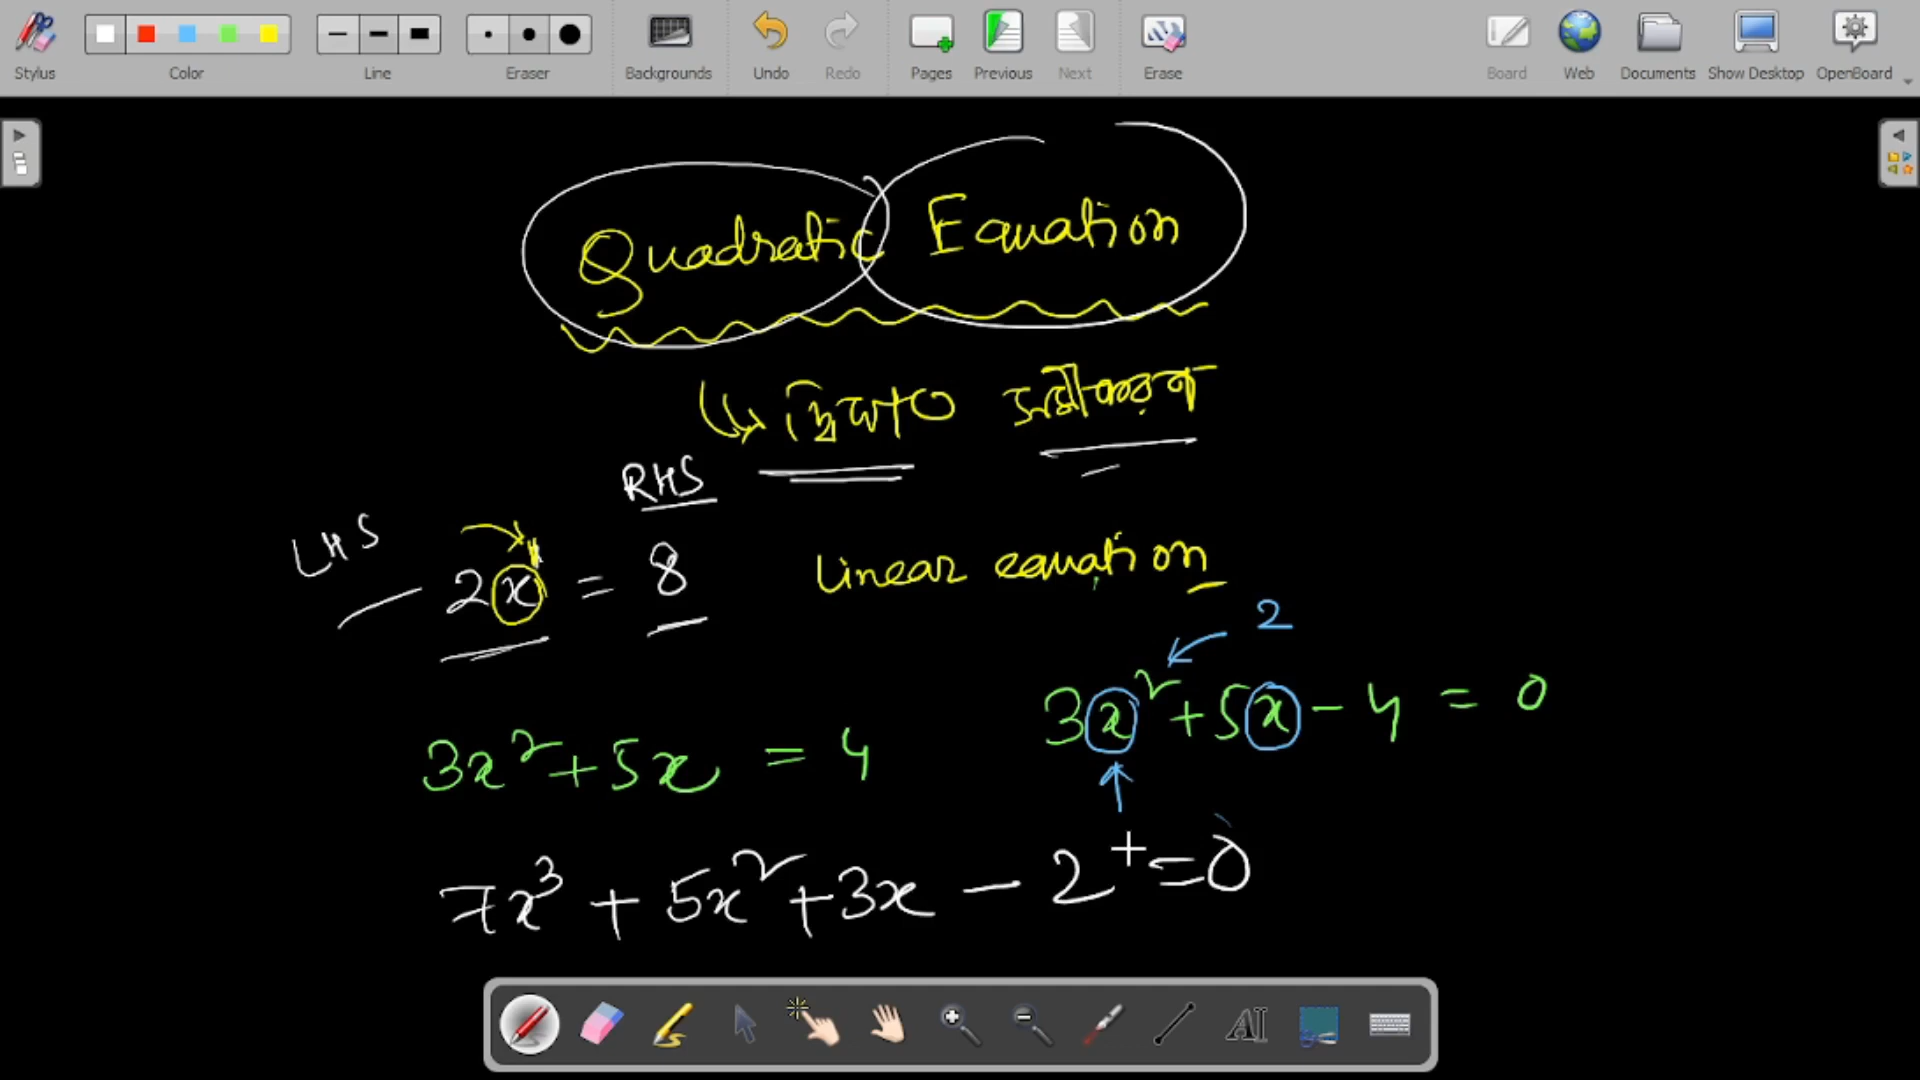 Stylus Color Line Eraser Backgrounds Undo Redo Pages Previous Next Erase Board Web Documents Show Desktop OpenBoard
Quadratic Equation
দ্বিঘাত সমীকরণ
LHS RHS
2x = 8 Linear equation
2
3x² + 5x = 4
3x² + 5x - 4 = 0
7x³ + 5x² + 3x - 2 + = 0